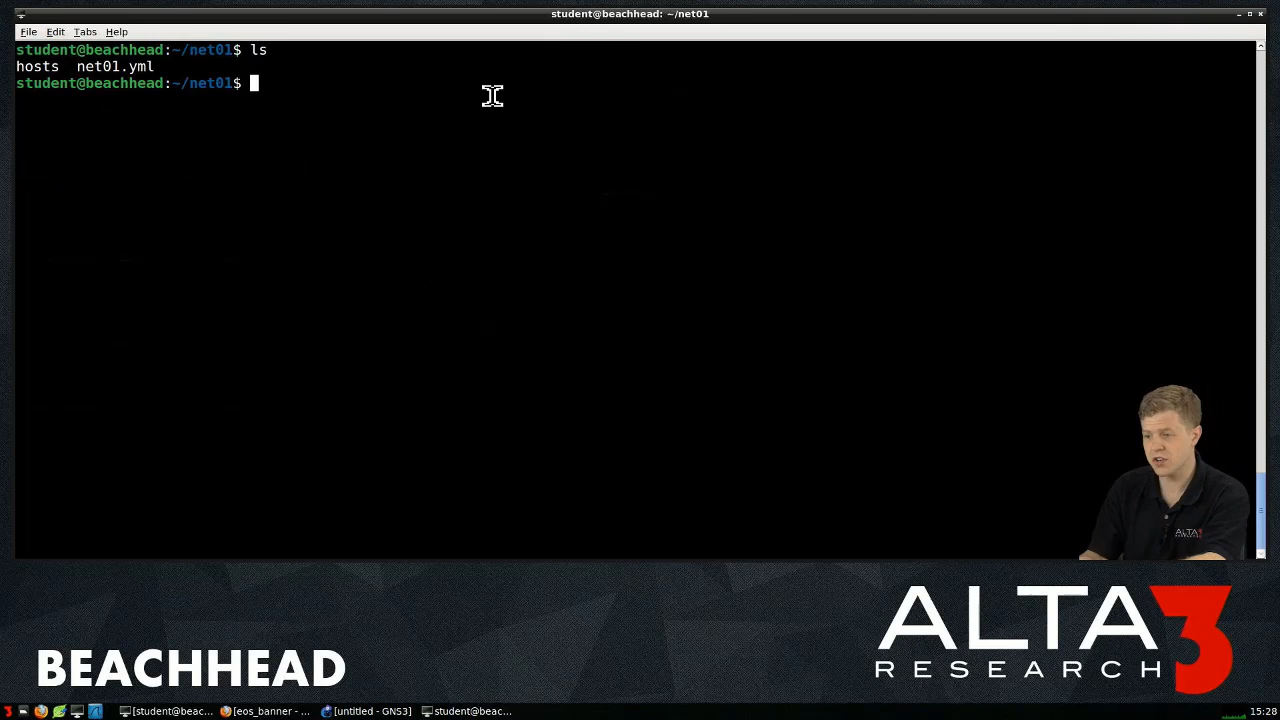 student@beachhead: ~/net01
File Edit Tabs Help
student@beachhead:~/net01$ ls
hosts  net01.yml
student@beachhead:~/net01$
ALTA3
ALTA3
RESEARCH
BEACHHEAD
[student@beac... [eos_banner - ... [untitled - GNS3] student@beac... 15:28